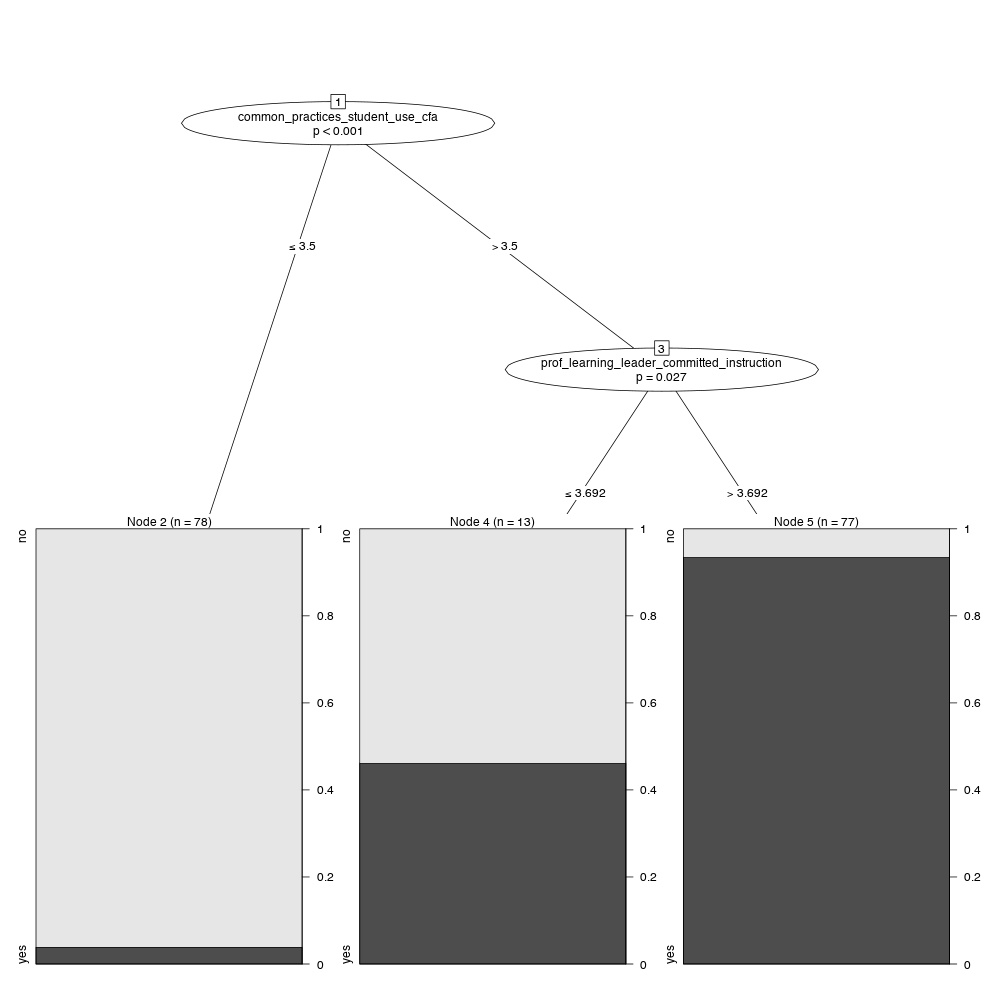 1
common_practices_student_use_cfa
p < 0.001
≤ 3.5
> 3.5
3
prof_learning_leader_committed_instruction
p = 0.027
≤ 3.692
> 3.692
Node 2 (n = 78)
no
yes
1
0.8
0.6
0.4
0.2
0
Node 4 (n = 13)
no
yes
1
0.8
0.6
0.4
0.2
0
Node 5 (n = 77)
no
yes
1
0.8
0.6
0.4
0.2
0